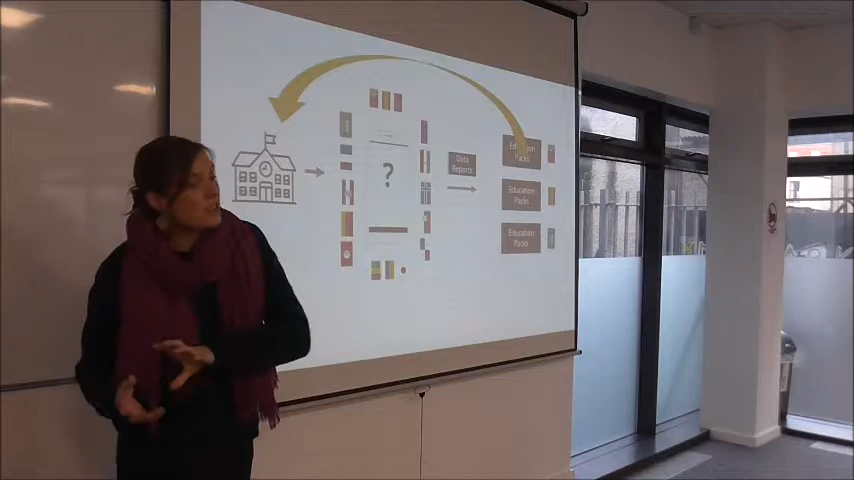 ?
Data
Reports
Education
Packs
Education
Packs
Education
Packs